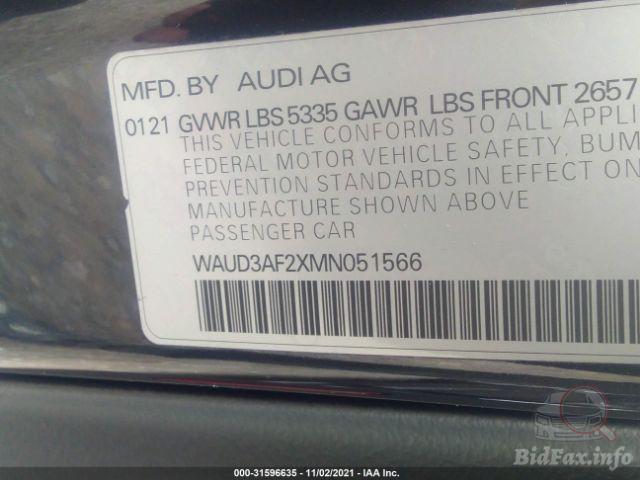 MFD. BY AUDI AG
01 21 GVWR LBS 5335 GAWR LBS FRONT 2657
THIS VEHICLE CONFORMS TO ALL APPLI
FEDERAL MOTOR VEHICLE SAFETY, BUM
PREVENTION STANDARDS IN EFFECT ON
MANUFACTURE SHOWN ABOVE
PASSENGER CAR
WAUD3AF2XMN051566
BidFax.info
000-31596635 - 11/02/2021 - IAA Inc.